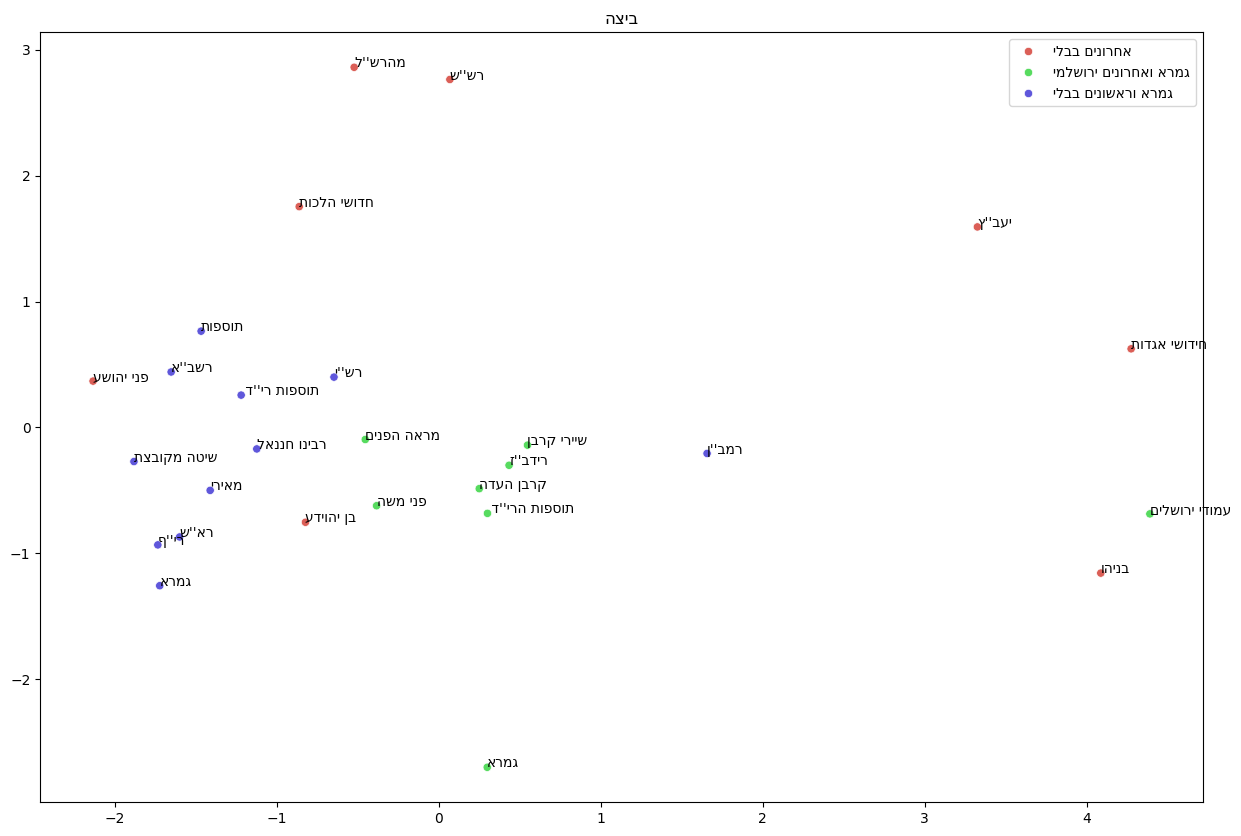 ביצה
אחרונים בבלי
גמרא ואחרונים ירושלמי
גמרא וראשונים בבלי
3
2
1
0
−1
−2
מהרש''ל
רש''ש
חדושי הלכות
יעב''ץ
תוספות
חידושי אגדות
רשב''א
פני יהושע
רש''י
תוספות רי''ד
מראה הפנים
שיירי קרבן
רבינו חננאל
רמב''ן
שיטה מקובצת
רידב''ז
מאירי
קרבן העדה
פני משה
תוספות הרי''ד
עמודי ירושלים
בן יהוידע
רא''ש
רי''ף
בניהו
גמרא
גמרא
−2
−1
0
1
2
3
4